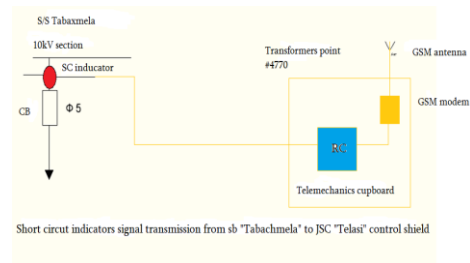 S/S Tabaxmela
10kV section
SC inducator
CB
Φ 5
Transformers point
#4770
GSM antenna
GSM modem
RC
Telemechanics cupboard
Short circut indicators signal transmission from sb "Tabachmela" to JSC "Telasi" control shield